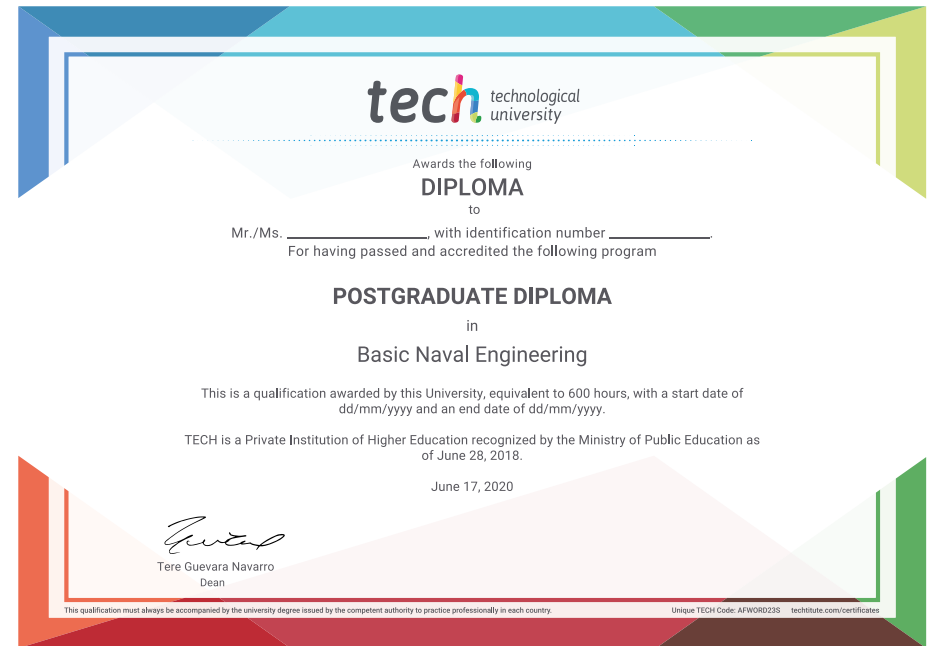 tech technological
university
Awards the following
DIPLOMA
to
Mr./Ms. ____________________, with identification number ______________.
For having passed and accredited the following program
POSTGRADUATE DIPLOMA
in
Basic Naval Engineering
This is a qualification awarded by this University, equivalent to 600 hours, with a start date of
dd/mm/yyyy and an end date of dd/mm/yyyy.
TECH is a Private Institution of Higher Education recognized by the Ministry of Public Education as
of June 28, 2018.
June 17, 2020
Tere Guevara Navarro
Dean
This qualification must always be accompanied by the university degree issued by the competent authority to practice professionally in each country.
Unique TECH Code: AFWORD23S techtitute.com/certificates